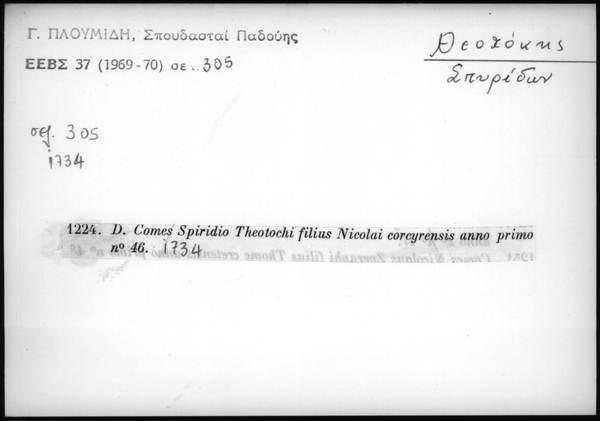 Γ. ΠΛΟΥΜΙΔΗ, Σπουδασταί Παδούης
ΕΕΒΣ 37 (1969-70) σελ. 305
Θεοτόκης
Σπυρίδων
σελ. 305
1734
1224. D. Comes Spiridio Theotochi filius Nicolai corcyrensis anno primo
nº 46. 1734